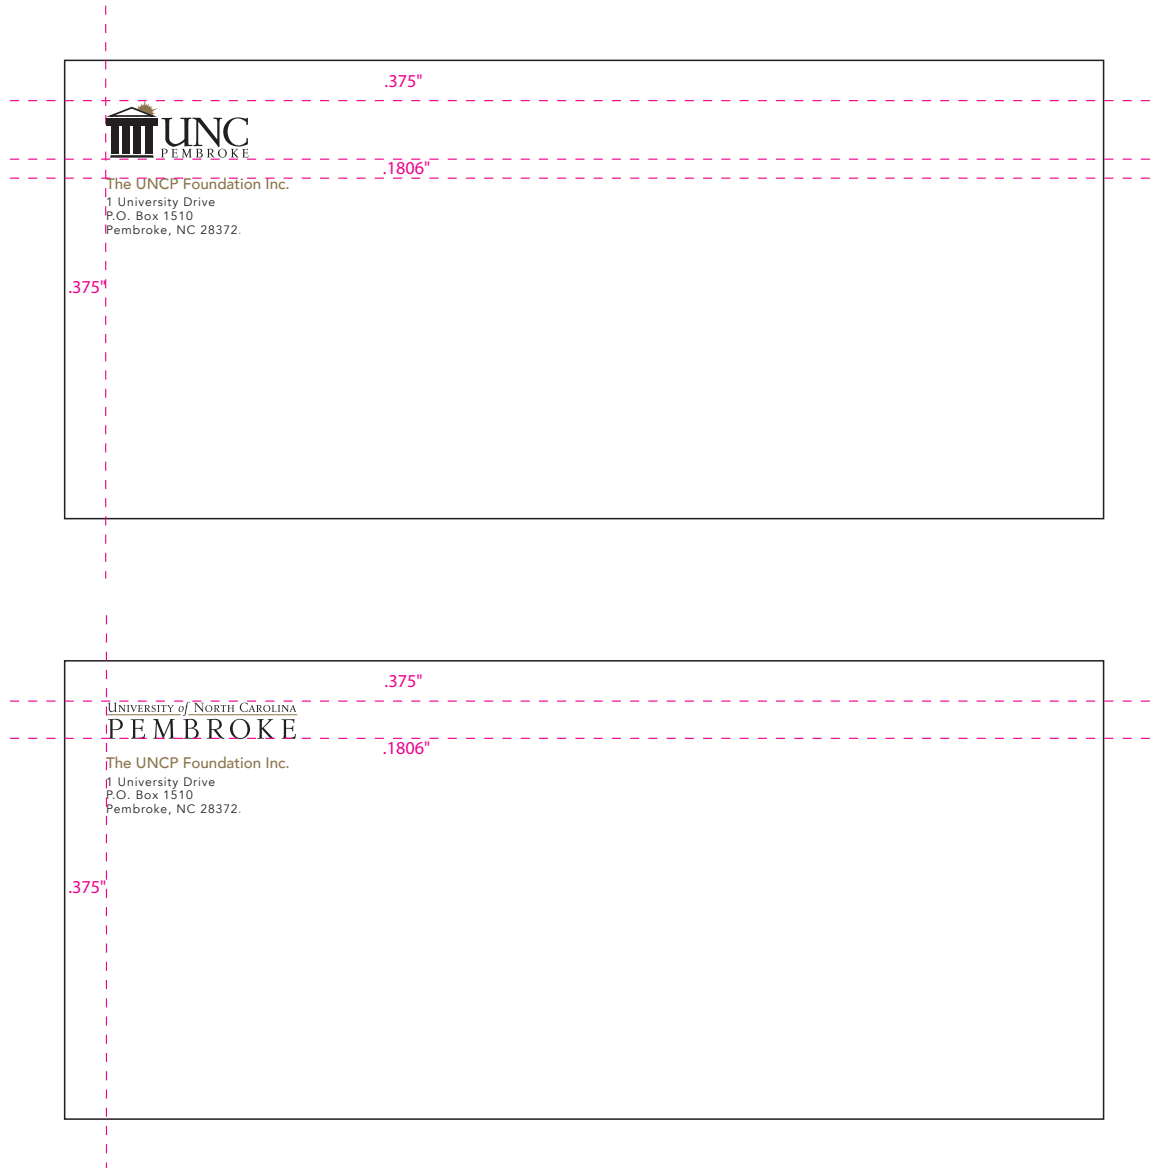 .375"
UNC
PEMBROKE
.1806"
The UNCP Foundation Inc.
1 University Drive
P.O. Box 1510
Pembroke, NC 28372.
.375"
.375"
University of North Carolina
PEMBROKE
.1806"
The UNCP Foundation Inc.
1 University Drive
P.O. Box 1510
Pembroke, NC 28372.
.375"